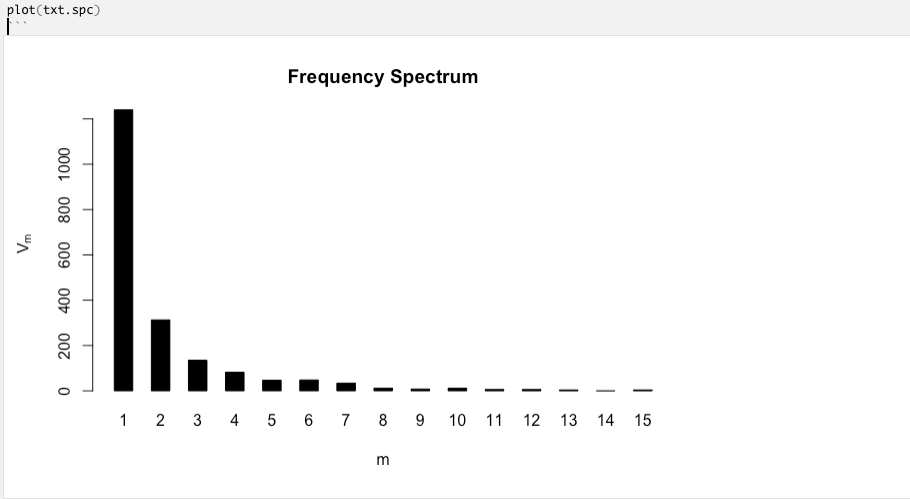 plot(txt.spc)
```
Frequency Spectrum
Vm
0 200 400 600 800 1000
1 2 3 4 5 6 7 8 9 10 11 12 13 14 15
m